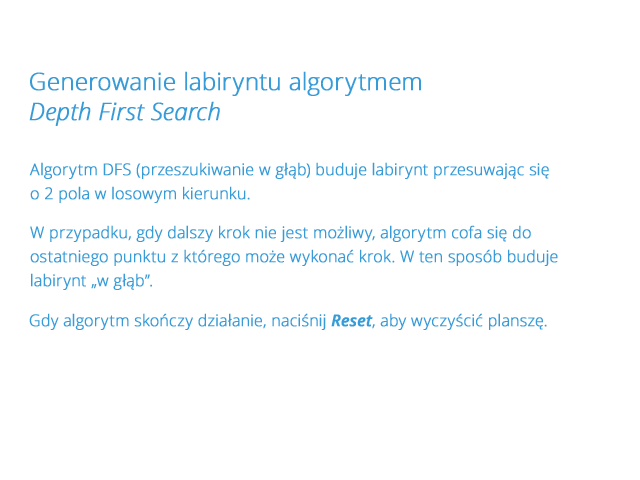 Generowanie labiryntu algorytmem
Depth First Search
Algorytm DFS (przeszukiwanie w głąb) buduje labirynt przesuwając się
o 2 pola w losowym kierunku.
W przypadku, gdy dalszy krok nie jest możliwy, algorytm cofa się do
ostatniego punktu z którego może wykonać krok. W ten sposób buduje
labirynt „w głąb”.
Gdy algorytm skończy działanie, naciśnij Reset, aby wyczyścić planszę.